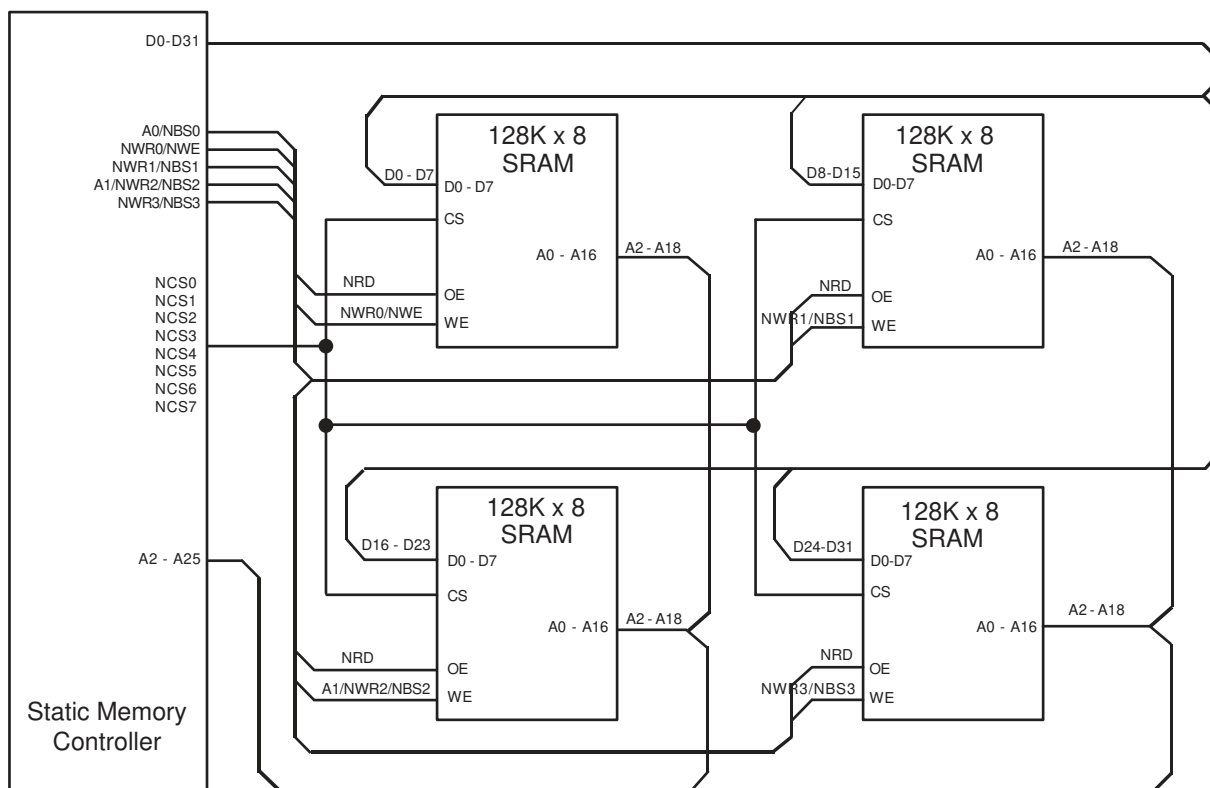 D0-D31
A0/NBS0
NWR0/NWE
NWR1/NBS1
A1/NWR2/NBS2
NWR3/NBS3
NCS0
NCS1
NCS2
NCS3
NCS4
NCS5
NCS6
NCS7
A2 - A25
Static Memory
Controller
128K x 8
SRAM
D0 - D7
D0 - D7
CS
A0 - A16
A2 - A18
NRD
OE
NWR0/NWE
WE
128K x 8
SRAM
D8-D15
D0-D7
CS
A0 - A16
A2 - A18
NRD
OE
NWR1/NBS1
WE
128K x 8
SRAM
D16 - D23
D0 - D7
CS
A0 - A16
A2 - A18
NRD
OE
A1/NWR2/NBS2
WE
128K x 8
SRAM
D24-D31
D0-D7
CS
A0 - A16
A2 - A18
NRD
OE
NWR3/NBS3
WE